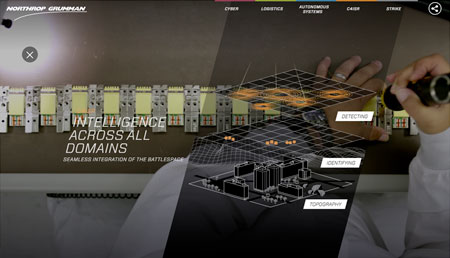 NORTHROP GRUMMAN
CYBER
LOGISTICS
AUTONOMOUS
SYSTEMS
C4ISR
STRIKE
INTELLIGENCE
ACROSS ALL
DOMAINS
SEAMLESS INTEGRATION OF THE BATTLESPACE
DETECTING
IDENTIFYING
TOPOGRAPHY